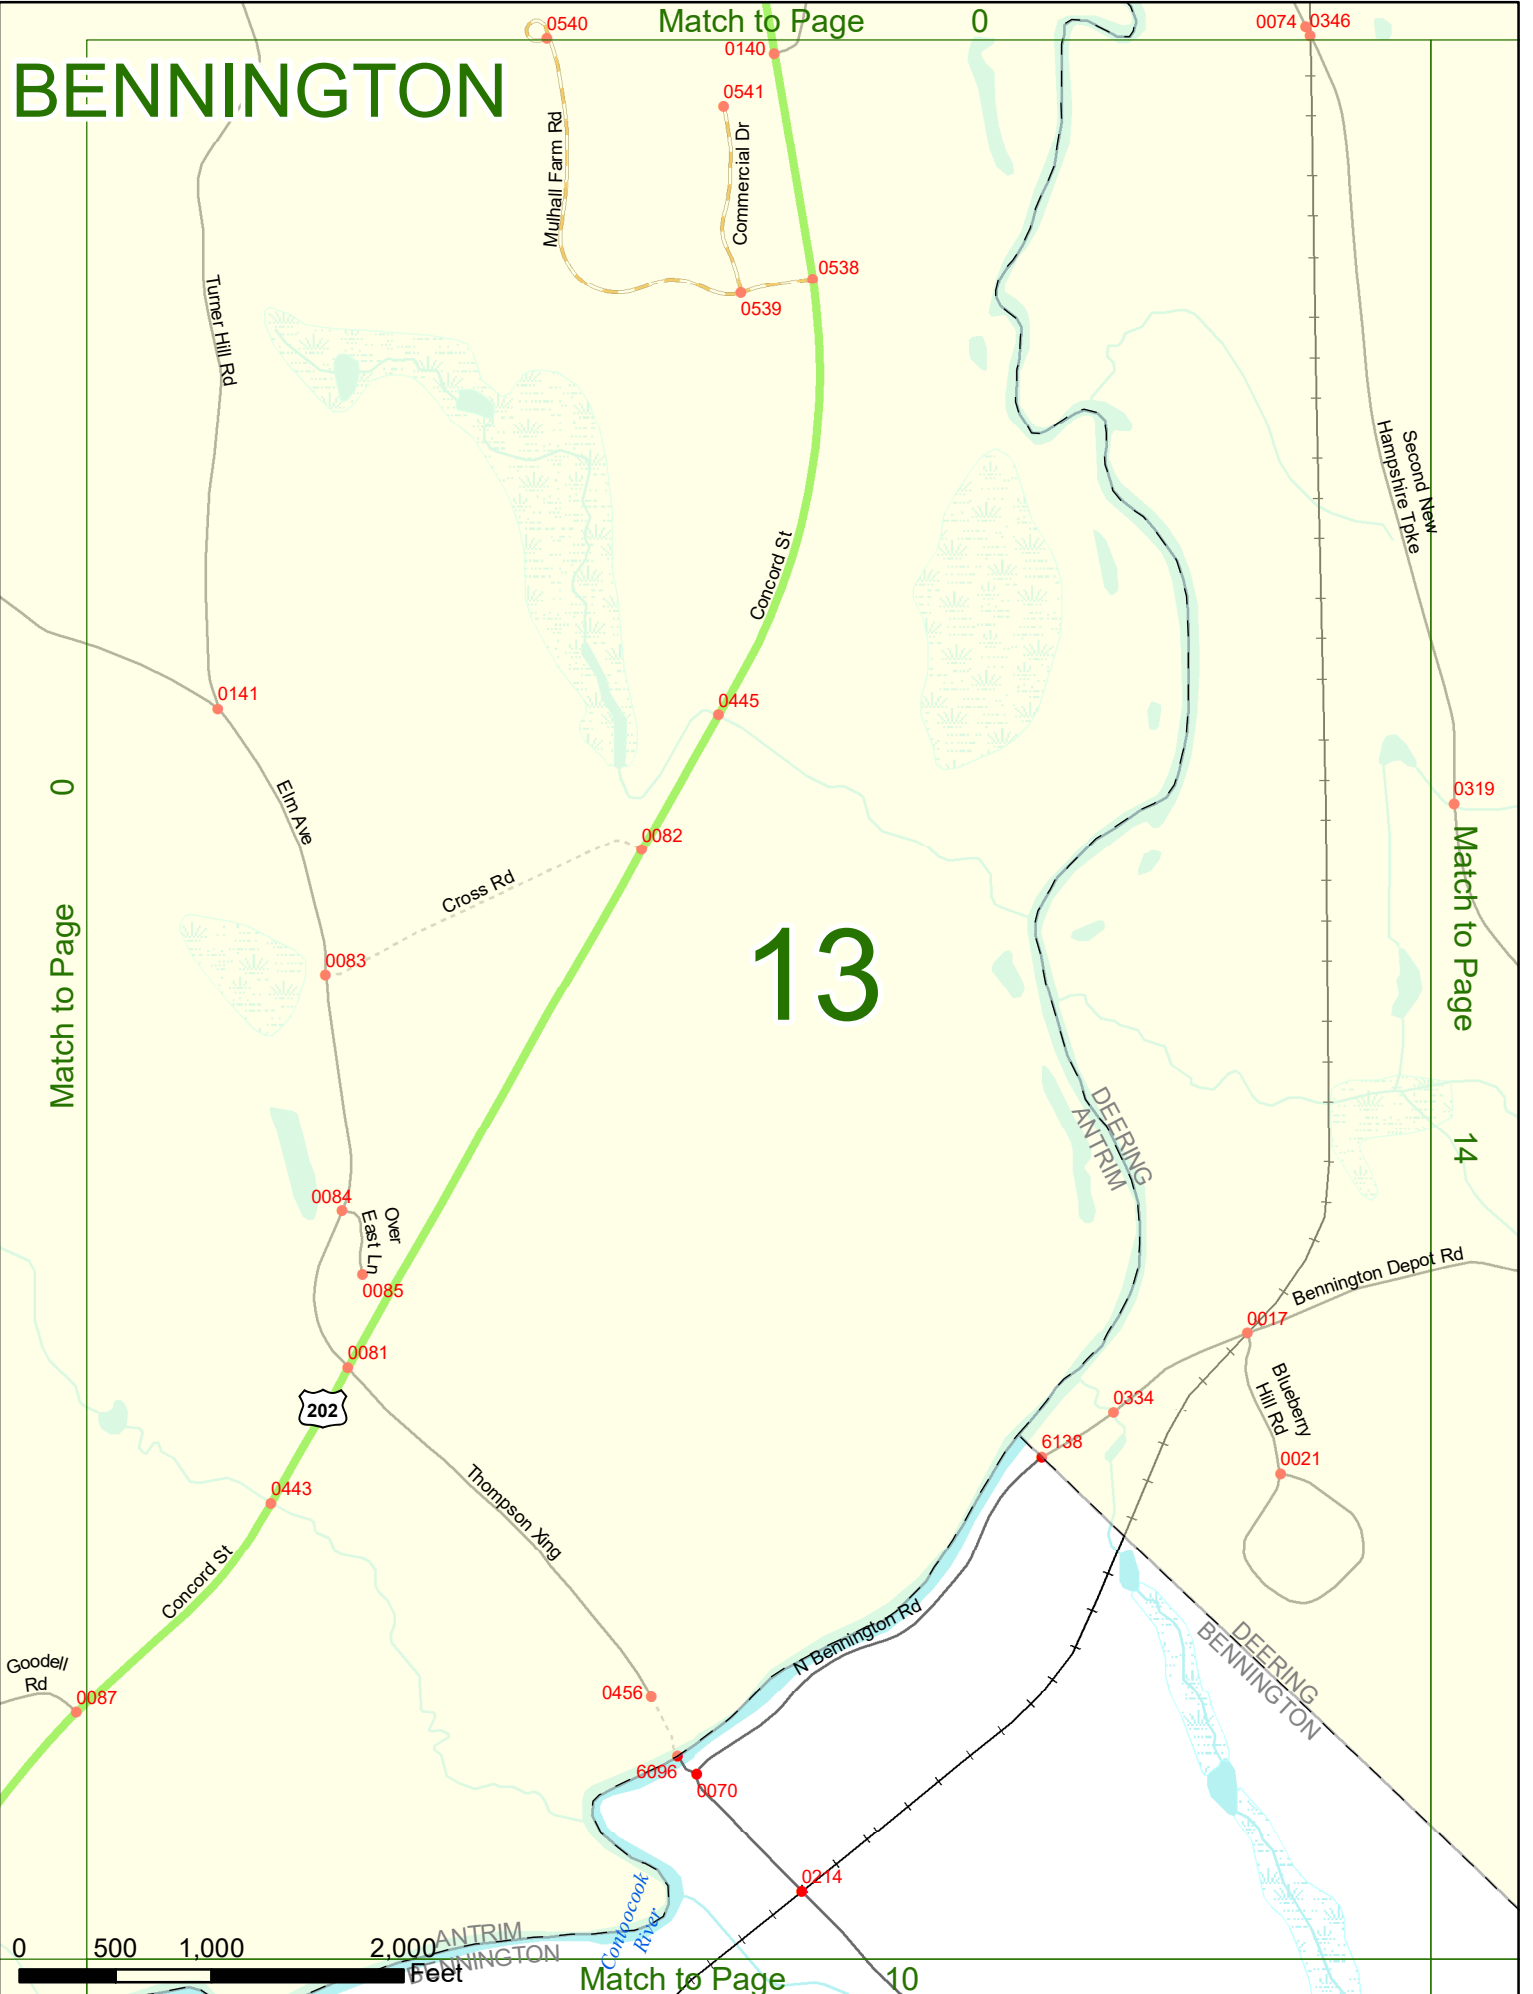 Match to Page 0
0540
0074
0346
0140
BENNINGTON
0541
Mulhall Farm Rd
Commercial Dr
0538
0539
Turner Hill Rd
Second New
Hampshire Tpke
Concord St
0141
0445
0
Match to Page
Elm Ave
0319
0082
Cross Rd
Match to Page
14
13
0083
DEERING
ANTRIM
0084
Over
East Ln
0085
Bennington Depot Rd
0017
0081
Blueberry
Hill Rd
202
0334
6138
0021
0443
Thompson Xing
Concord St
N Bennington Rd
DEERING
BENNINGTON
Goodell
Rd
0087
0456
6096
0070
0214
Contoocook
River
ANTRIM
BENNINGTON
0 500 1,000 2,000
Feet
Match to Page 10